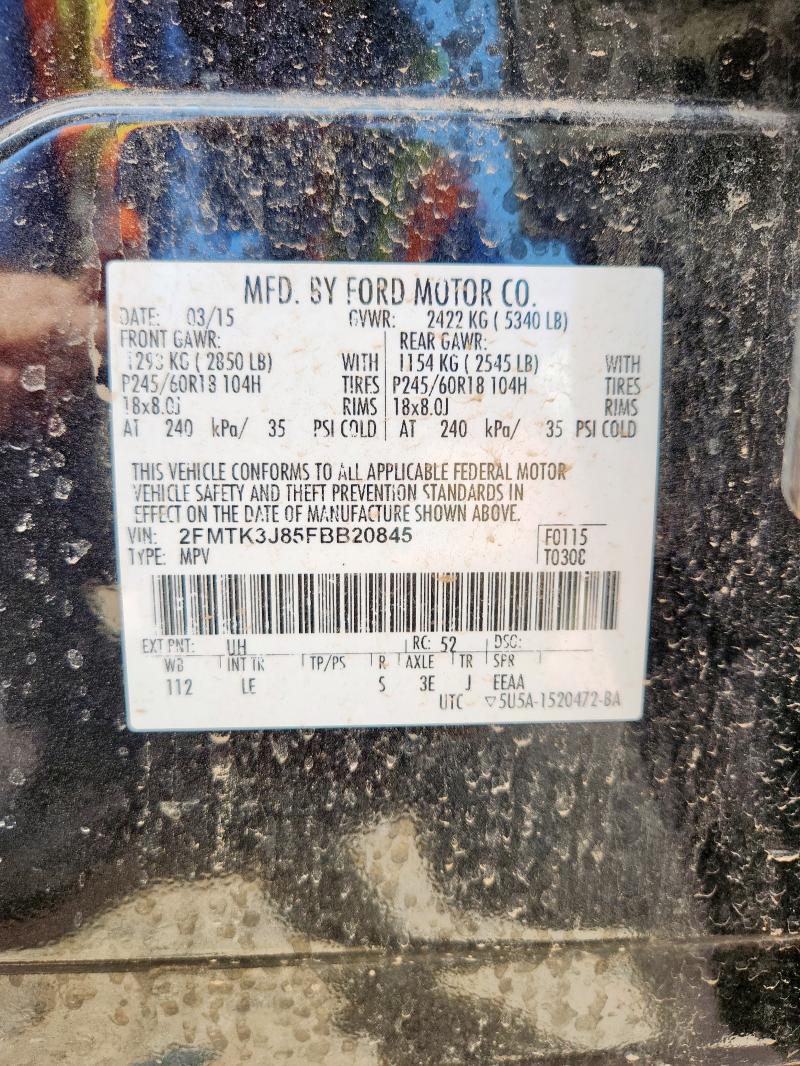 MFD. BY FORD MOTOR CO.
DATE: 03/15 GVWR: 2422 KG ( 5340 LB)
FRONT GAWR: REAR GAWR:
1293 KG ( 2850 LB) WITH 1154 KG ( 2545 LB) WITH
P245/60R18 104H TIRES P245/60R18 104H TIRES
18x8.0J RIMS 18x8.0J RIMS
AT 240 kPa/ 35 PSI COLD AT 240 kPa/ 35 PSI COLD
THIS VEHICLE CONFORMS TO ALL APPLICABLE FEDERAL MOTOR
VEHICLE SAFETY AND THEFT PREVENTION STANDARDS IN
EFFECT ON THE DATE OF MANUFACTURE SHOWN ABOVE.
VIN: 2FMTK3J85FBB20845 F0115
TYPE: MPV T0300
EXT PNT: UH RC: 52 DSO:
WB INT TR TP/PS R AXLE TR SPR
112 LE S 3E J EEAA
UTC ▽5U5A-1520472-BA